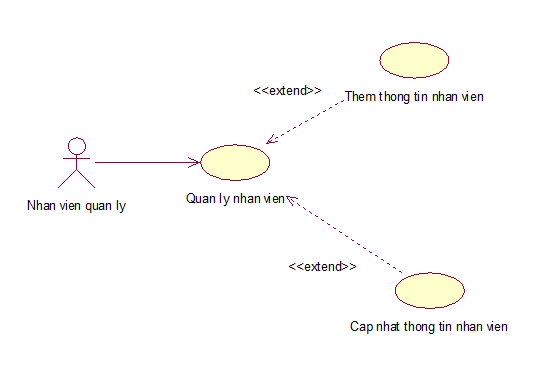 <<extend>>
Them thong tin nhan vien
Nhan vien quan ly
Quan ly nhan vien
<<extend>>
Cap nhat thong tin nhan vien